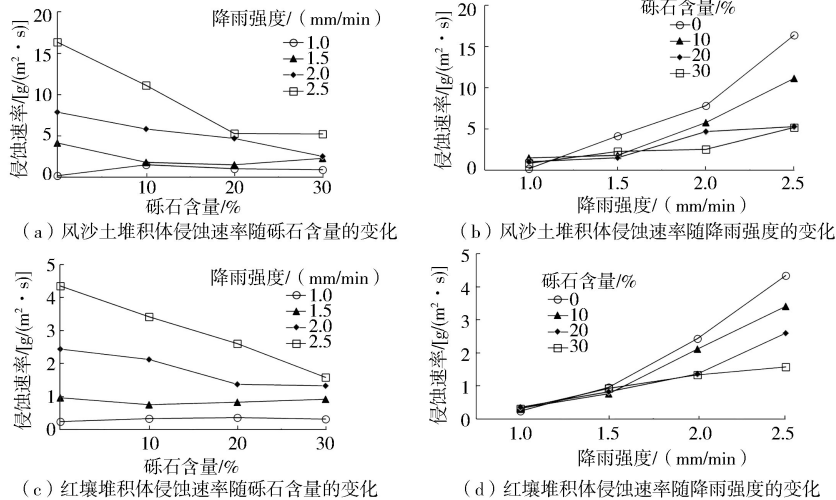 降雨强度/(mm/min)
1.0
1.5
2.0
2.5
侵蚀速率/[g/(m²·s)]
20
15
10
5
0
10 20 30
砾石含量/%
(a)风沙土堆积体侵蚀速率随砾石含量的变化
砾石含量/%
0
10
20
30
侵蚀速率/[g/(m²·s)]
20
15
10
5
0
1.0 1.5 2.0 2.5
降雨强度/(mm/min)
(b)风沙土堆积体侵蚀速率随降雨强度的变化
降雨强度/(mm/min)
1.0
1.5
2.0
2.5
侵蚀速率/[g/(m²·s)]
5
4
3
2
1
0
10 20 30
砾石含量/%
(c)红壤堆积体侵蚀速率随砾石含量的变化
砾石含量/%
0
10
20
30
侵蚀速率/[g/(m²·s)]
5
4
3
2
1
0
1.0 1.5 2.0 2.5
降雨强度/(mm/min)
(d)红壤堆积体侵蚀速率随降雨强度的变化